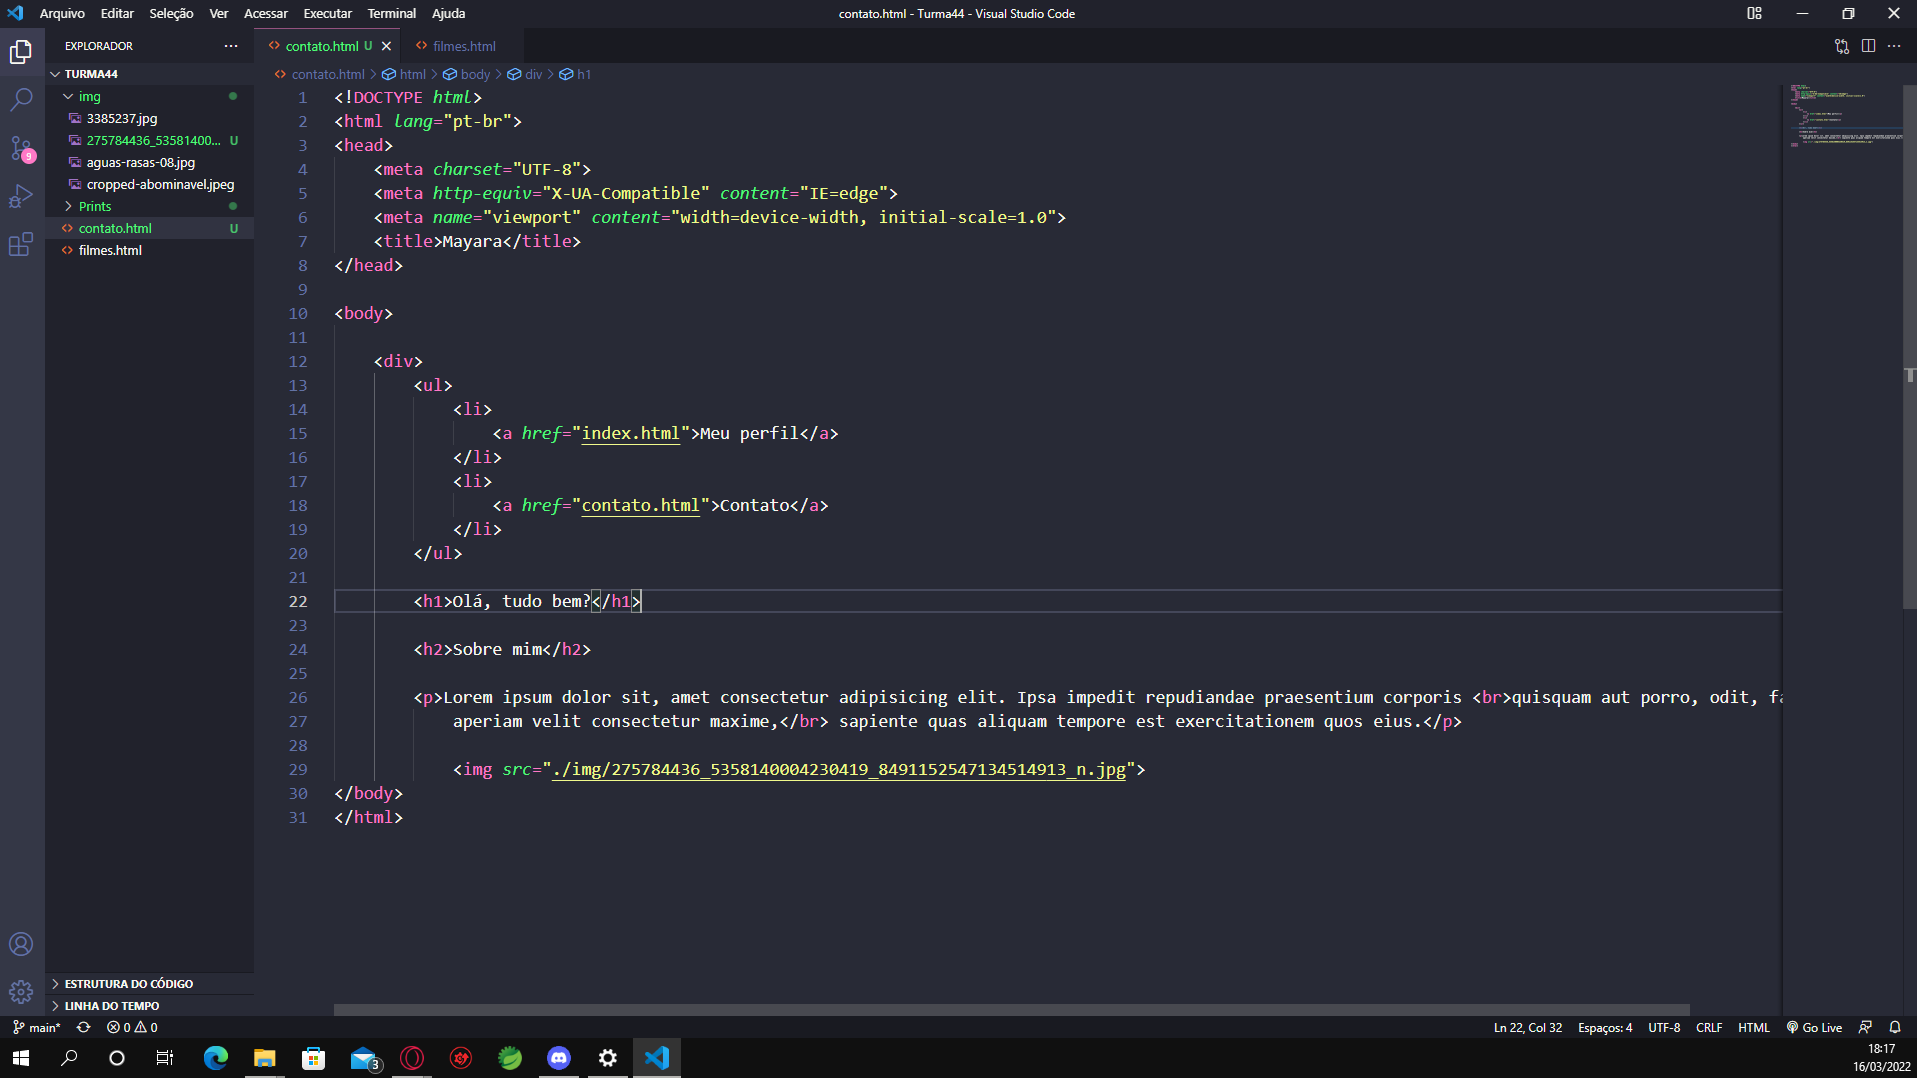 Arquivo Editar Seleção Ver Acessar Executar Terminal Ajuda
contato.html - Turma44 - Visual Studio Code
EXPLORADOR
contato.html U
filmes.html
TURMA44
contato.html > html > body > div > h1
img
3385237.jpg
275784436_53581400... U
aguas-rasas-08.jpg
cropped-abominavel.jpeg
Prints
contato.html U
filmes.html
9
1 <!DOCTYPE html>
2 <html lang="pt-br">
3 <head>
4 <meta charset="UTF-8">
5 <meta http-equiv="X-UA-Compatible" content="IE=edge">
6 <meta name="viewport" content="width=device-width, initial-scale=1.0">
7 <title>Mayara</title>
8 </head>
9
10 <body>
11
12 <div>
13 <ul>
14 <li>
15 <a href="index.html">Meu perfil</a>
16 </li>
17 <li>
18 <a href="contato.html">Contato</a>
19 </li>
20 </ul>
21
22 <h1>Olá, tudo bem?</h1>
23
24 <h2>Sobre mim</h2>
25
26 <p>Lorem ipsum dolor sit, amet consectetur adipisicing elit. Ipsa impedit repudiandae praesentium corporis <br>quisquam aut porro, odit,
27 aperiam velit consectetur maxime,</br> sapiente quas aliquam tempore est exercitationem quos eius.</p>
28
29 <img src="./img/275784436_5358140004230419_8491152547134514913_n.jpg">
30 </body>
31 </html>
ESTRUTURA DO CÓDIGO
LINHA DO TEMPO
main* 0 0
Ln 22, Col 32 Espaços: 4 UTF-8 CRLF HTML Go Live
3
18:17
16/03/2022